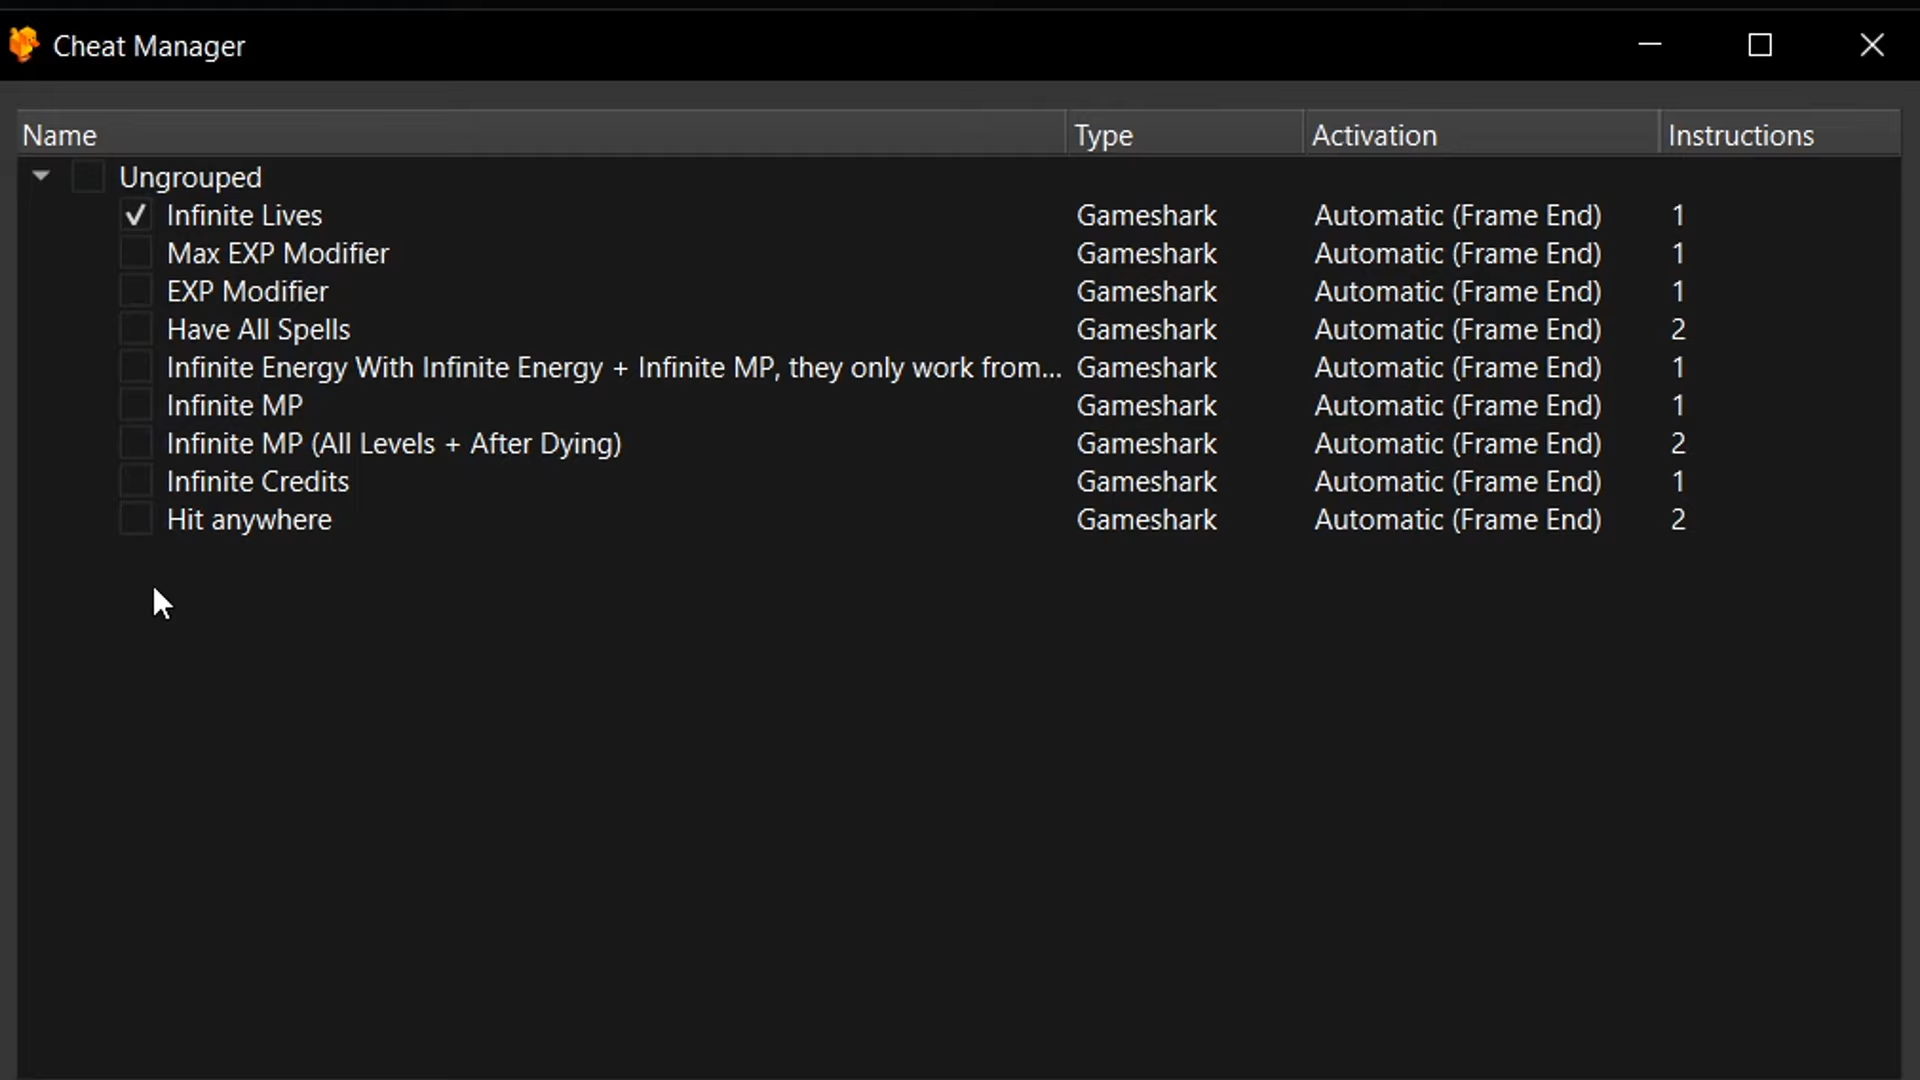 Cheat Manager
Name Type Activation Instructions
Ungrouped
Infinite Lives Gameshark Automatic (Frame End) 1
Max EXP Modifier Gameshark Automatic (Frame End) 1
EXP Modifier Gameshark Automatic (Frame End) 1
Have All Spells Gameshark Automatic (Frame End) 2
Infinite Energy With Infinite Energy + Infinite MP, they only work from... Gameshark Automatic (Frame End) 1
Infinite MP Gameshark Automatic (Frame End) 1
Infinite MP (All Levels + After Dying) Gameshark Automatic (Frame End) 2
Infinite Credits Gameshark Automatic (Frame End) 1
Hit anywhere Gameshark Automatic (Frame End) 2